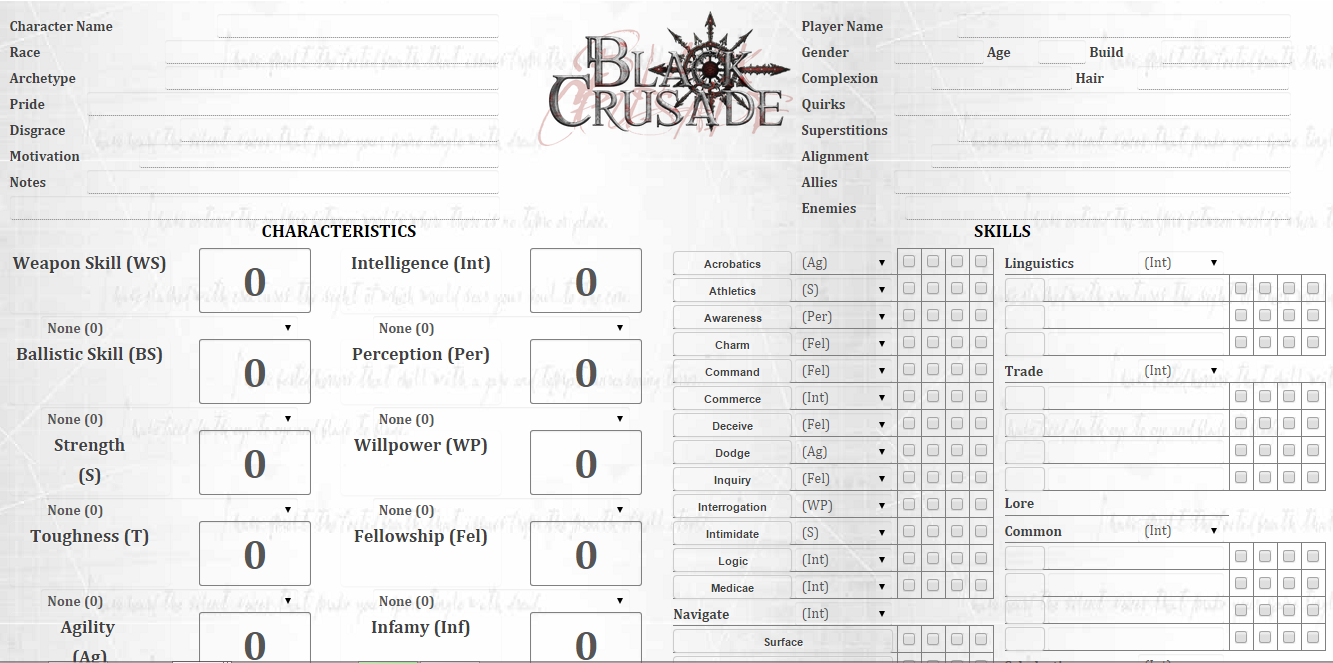 Character Name
Race
Archetype
Pride
Disgrace
Motivation
Notes
BLACK CRUSADE
Player Name
Gender Age Build
Complexion Hair
Quirks
Superstitions
Alignment
Allies
Enemies
CHARACTERISTICS
Weapon Skill (WS) 0 Intelligence (Int) 0
None (0) ▼ None (0) ▼
Ballistic Skill (BS) 0 Perception (Per) 0
None (0) ▼ None (0) ▼
Strength (S) 0 Willpower (WP) 0
None (0) ▼ None (0) ▼
Toughness (T) 0 Fellowship (Fel) 0
None (0) ▼ None (0) ▼
Agility (Ag) 0 Infamy (Inf) 0
SKILLS
Acrobatics (Ag) ▼
Athletics (S) ▼
Awareness (Per) ▼
Charm (Fel) ▼
Command (Fel) ▼
Commerce (Int) ▼
Deceive (Fel) ▼
Dodge (Ag) ▼
Inquiry (Fel) ▼
Interrogation (WP) ▼
Intimidate (S) ▼
Logic (Int) ▼
Medicae (Int) ▼
Navigate (Int) ▼
Surface
Linguistics (Int) ▼
Trade (Int) ▼
Lore
Common (Int) ▼